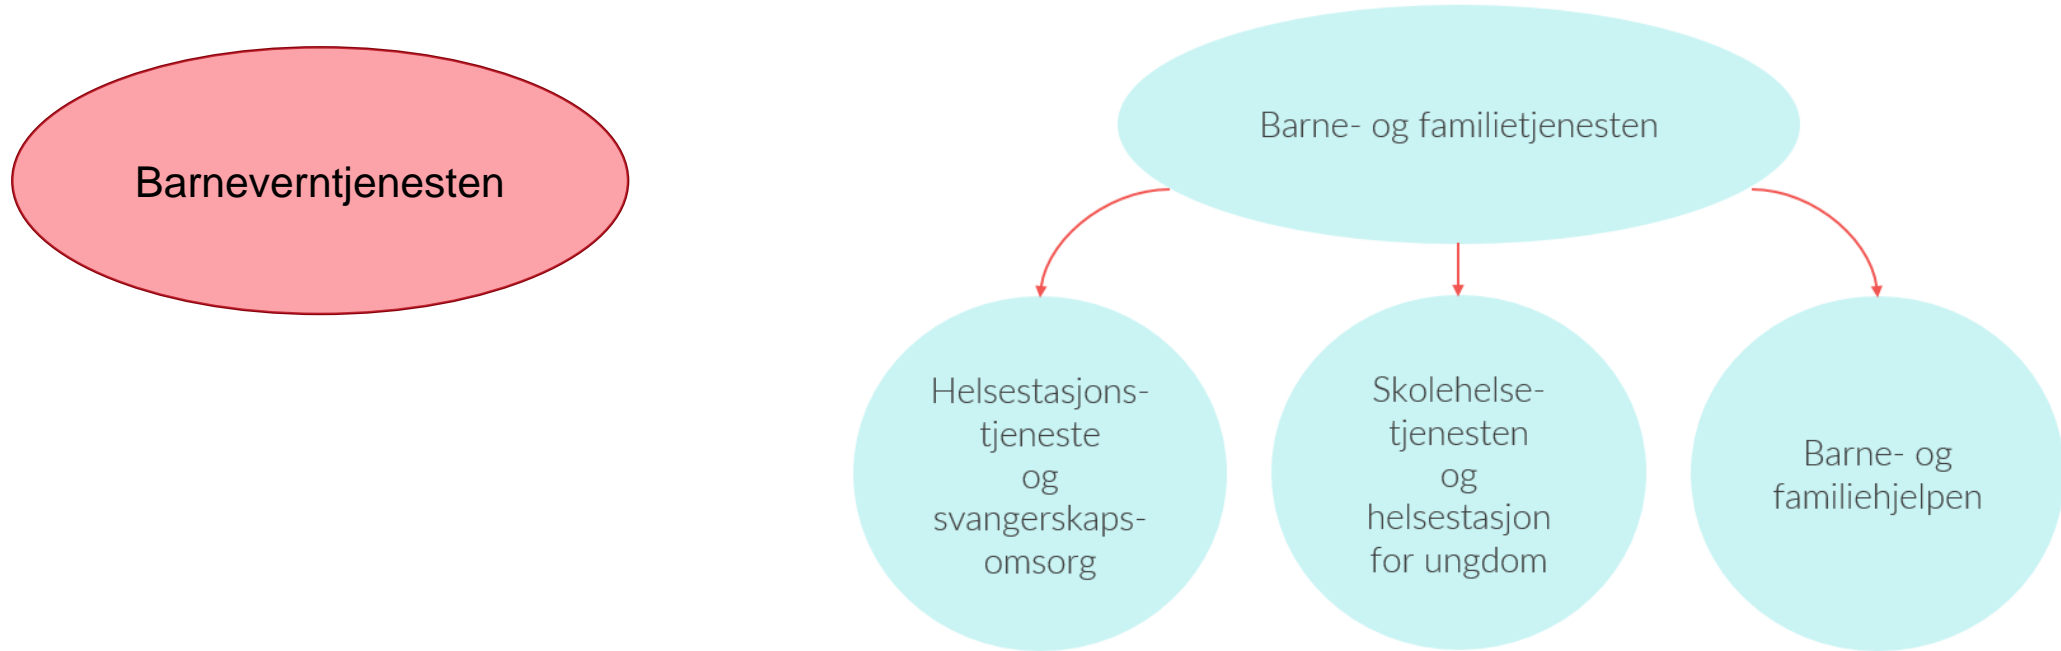 Barneverntjenesten
Barne- og familietjenesten
Helsestasjons-
tjeneste
og
svangerskaps-
omsorg
Skolehelse-
tjenesten
og
helsestasjon
for ungdom
Barne- og
familiehjelpen